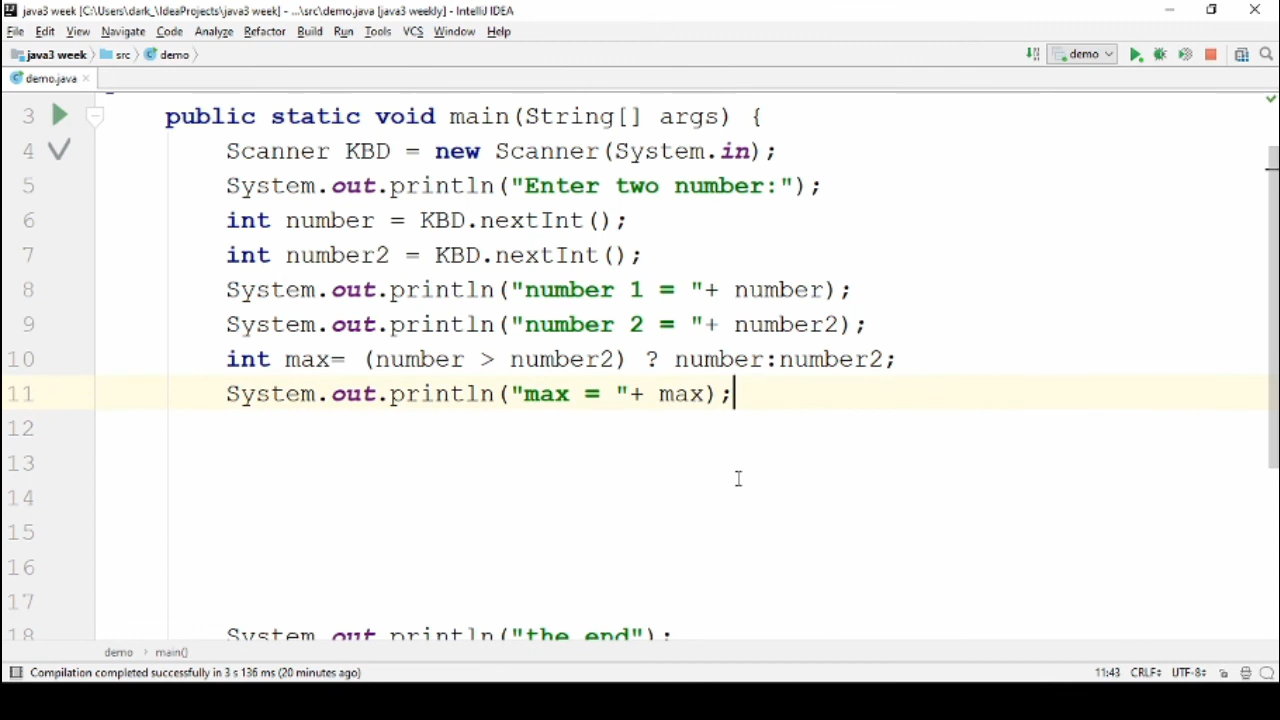 java3 week [C:\Users\dark_\IdeaProjects\java3 week] - ...\src\demo.java [java3 weekly] - IntelliJ IDEA
File Edit View Navigate Code Analyze Refactor Build Run Tools VCS Window Help
java3 week src demo demo
demo.java
3 public static void main(String[] args) {
4 Scanner KBD = new Scanner(System.in);
5 System.out.println("Enter two number:");
6 int number = KBD.nextInt();
7 int number2 = KBD.nextInt();
8 System.out.println("number 1 = "+ number);
9 System.out.println("number 2 = "+ number2);
10 int max= (number > number2) ? number:number2;
11 System.out.println("max = "+ max);
12
13
14
15
16
17
18 System.out.println("the end");
demo main()
Compilation completed successfully in 3 s 136 ms (20 minutes ago) 11:43 CRLF UTF-8